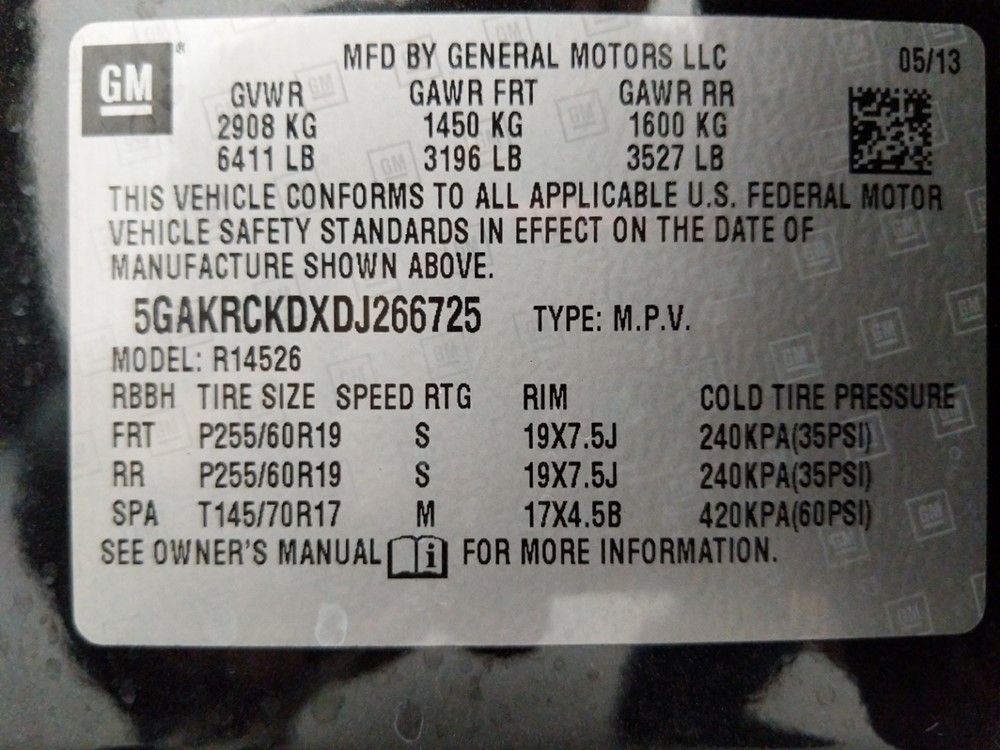 GM MFD BY GENERAL MOTORS LLC 05/13
GVWR GAWR FRT GAWR RR
2908 KG 1450 KG 1600 KG
6411 LB 3196 LB 3527 LB
THIS VEHICLE CONFORMS TO ALL APPLICABLE U.S. FEDERAL MOTOR
VEHICLE SAFETY STANDARDS IN EFFECT ON THE DATE OF
MANUFACTURE SHOWN ABOVE.
5GAKRCKDXDJ266725 TYPE: M.P.V.
MODEL: R14526
RBBH TIRE SIZE SPEED RTG RIM COLD TIRE PRESSURE
FRT P255/60R19 S 19X7.5J 240KPA(35PSI)
RR P255/60R19 S 19X7.5J 240KPA(35PSI)
SPA T145/70R17 M 17X4.5B 420KPA(60PSI)
SEE OWNER'S MANUAL i FOR MORE INFORMATION.